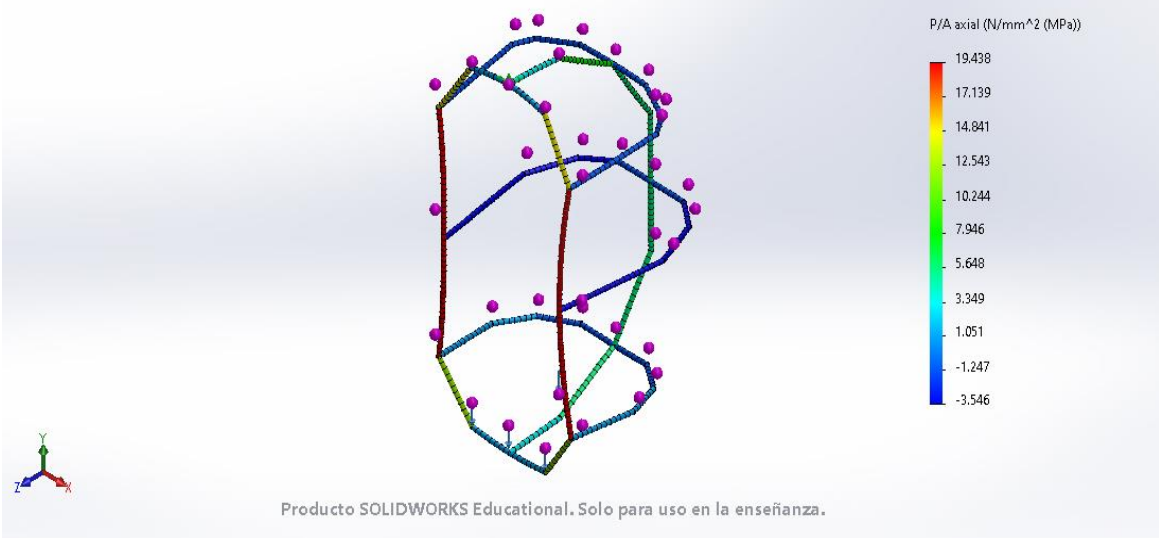 P/A axial (N/mm^2 (MPa))
19.438
17.139
14.841
12.543
10.244
7.946
5.648
3.349
1.051
-1.247
-3.546
Y
Z
X
Producto SOLIDWORKS Educational. Solo para uso en la enseñanza.